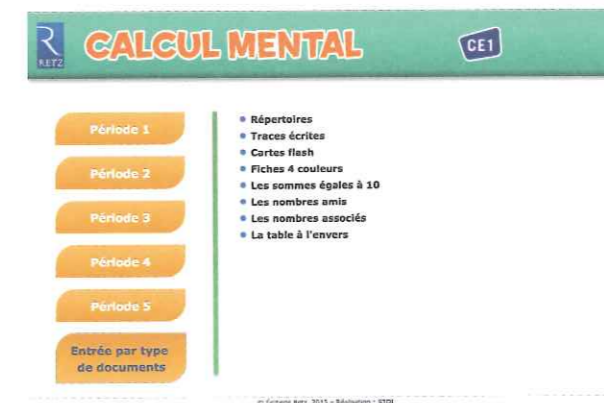 RETZ
CALCUL MENTAL
CE1
Période 1
Période 2
Période 3
Période 4
Période 5
Entrée par type
de documents
Répertoires
Traces écrites
Cartes flash
Fiches 4 couleurs
Les sommes égales à 10
Les nombres amis
Les nombres associés
La table à l'envers